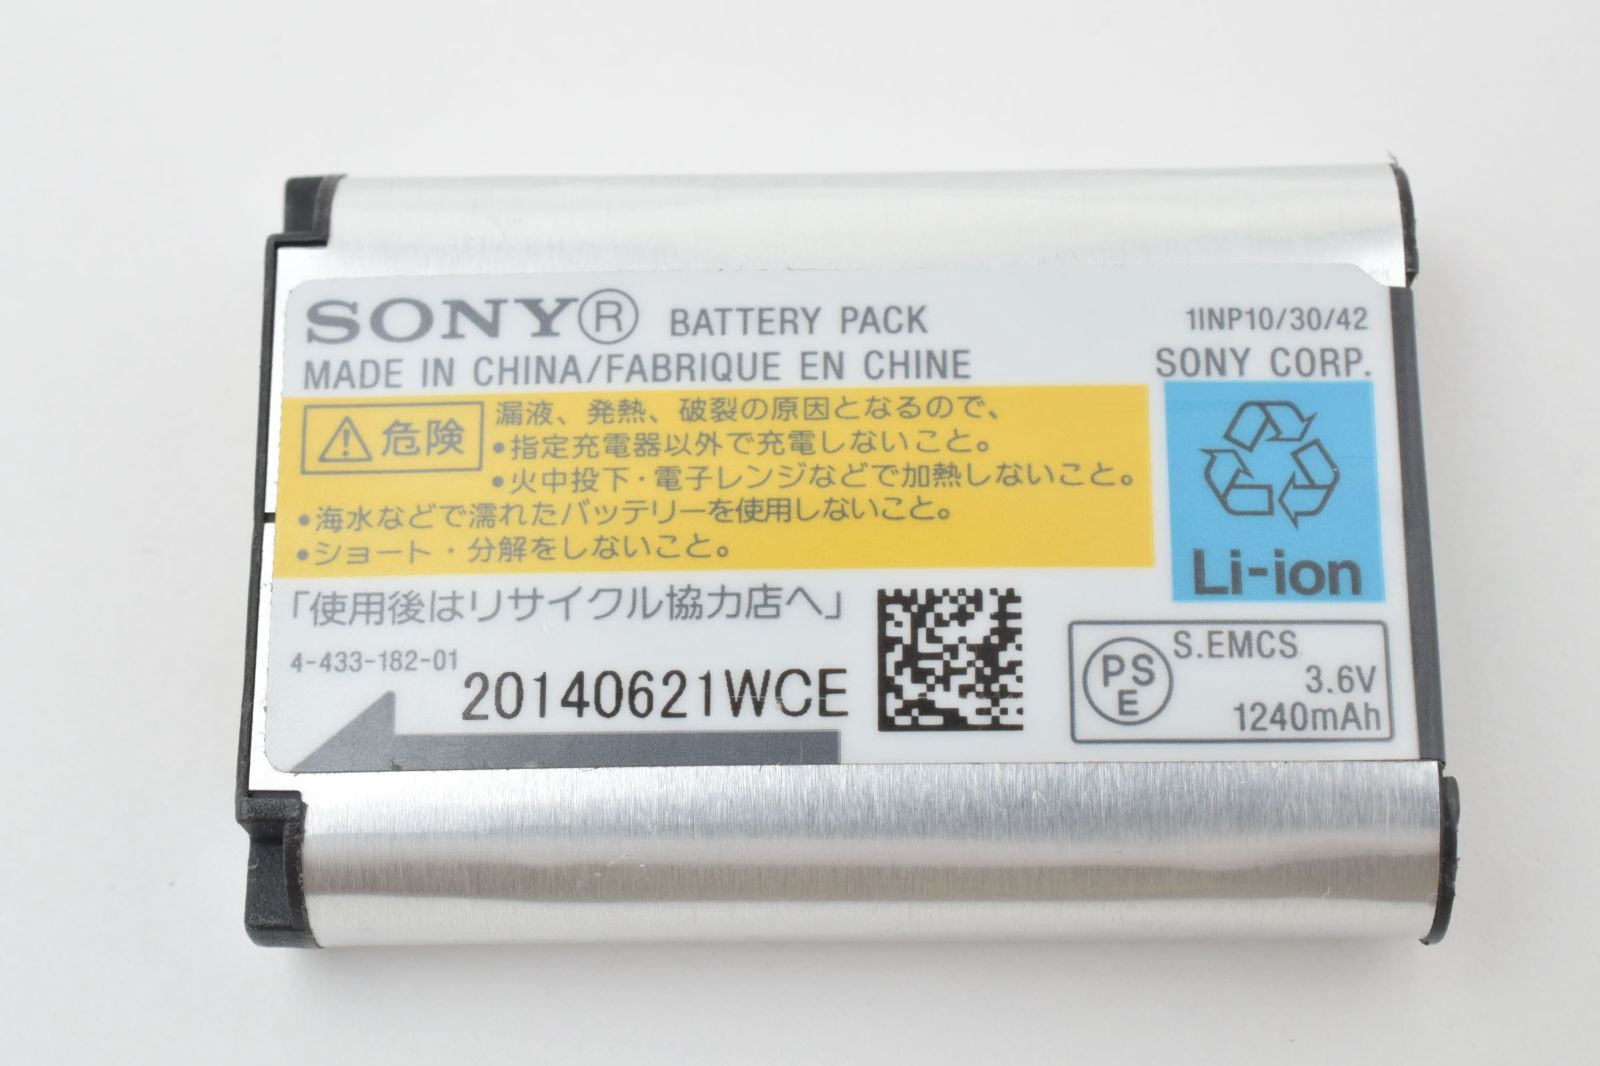 SONY® BATTERY PACK
MADE IN CHINA/FABRIQUE EN CHINE
1INP10/30/42
SONY CORP.
⚠危険
漏液、発熱、破裂の原因となるので、
•指定充電器以外で充電しないこと。
•火中投下・電子レンジなどで加熱しないこと。
•海水などで濡れたバッテリーを使用しないこと。
•ショート・分解をしないこと。
Li-ion
「使用後はリサイクル協力店へ」
4-433-182-01
20140621WCE
PSE
S.EMCS
3.6V
1240mAh